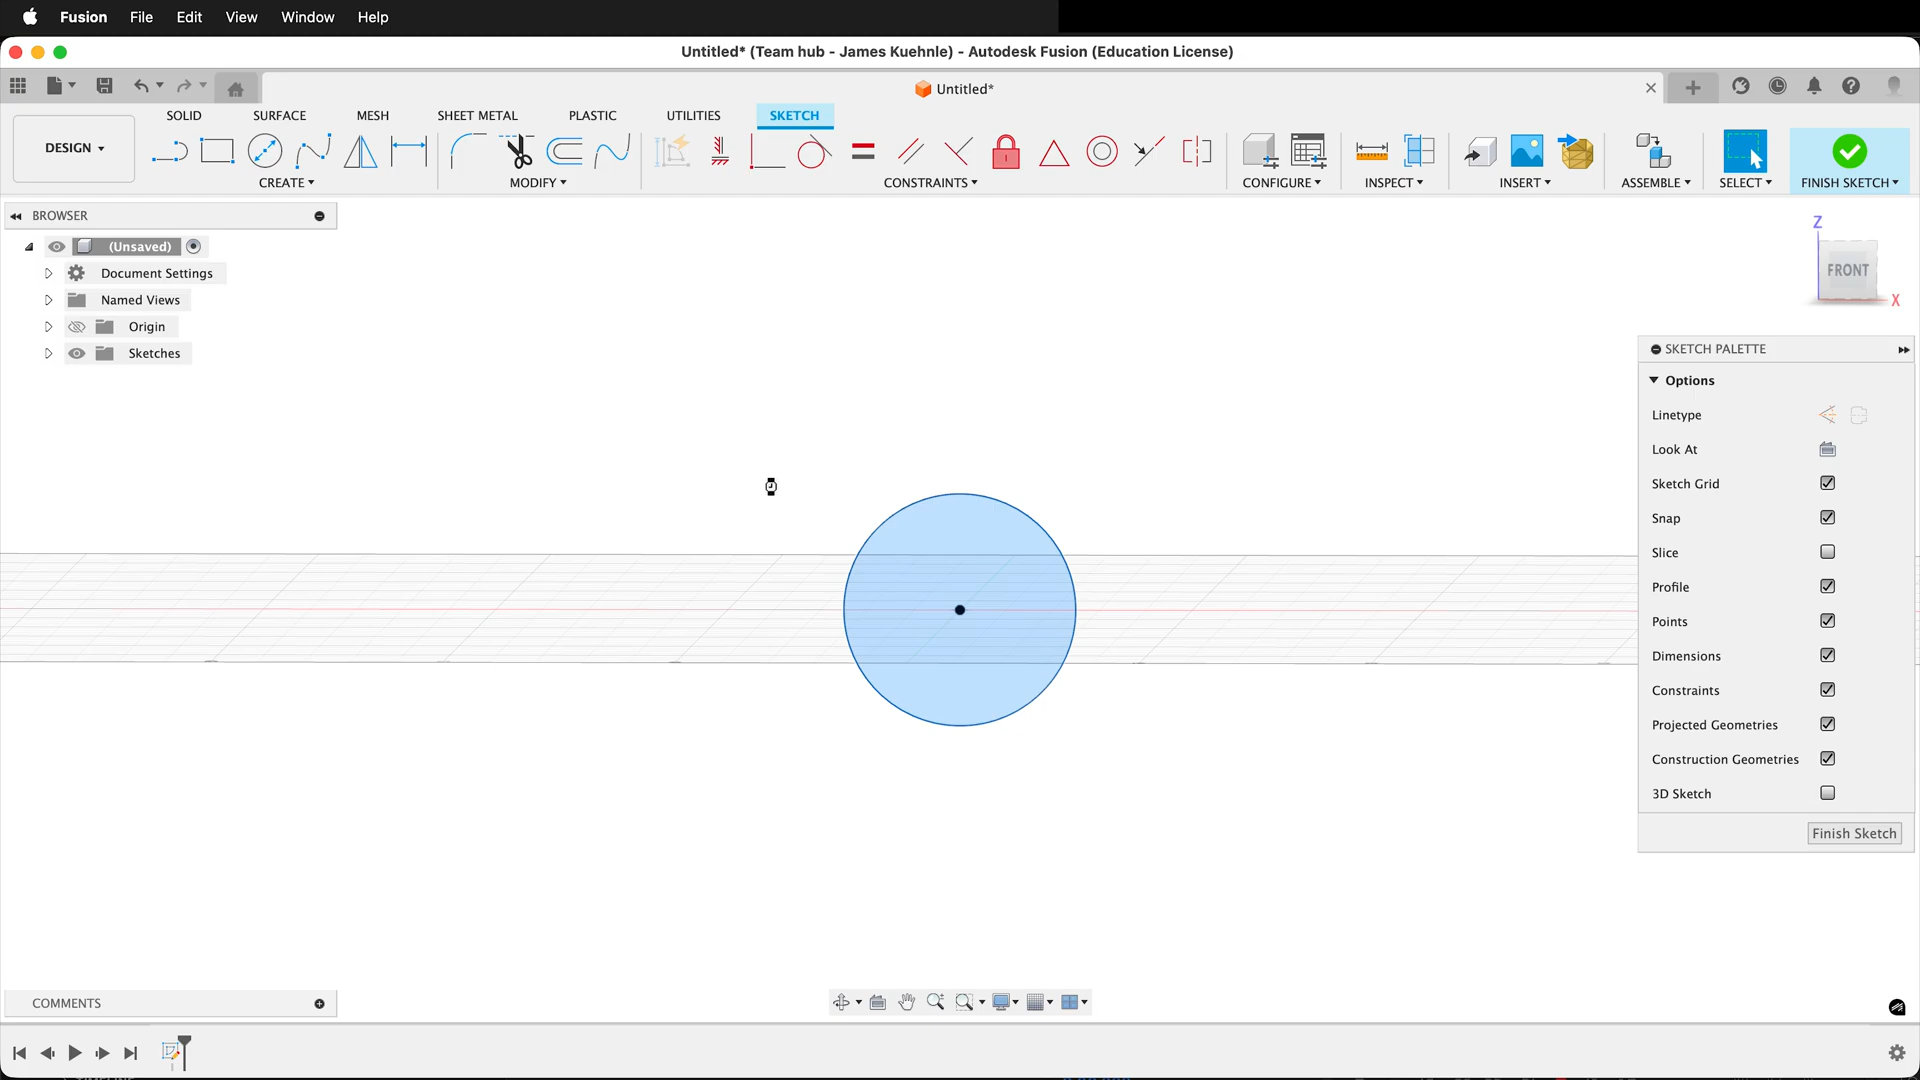 Fusion File Edit View Window Help
Untitled* (Team hub - James Kuehnle) - Autodesk Fusion (Education License)
Untitled*
SOLID SURFACE MESH SHEET METAL PLASTIC UTILITIES SKETCH
DESIGN
CREATE MODIFY CONSTRAINTS CONFIGURE INSPECT INSERT ASSEMBLE SELECT FINISH SKETCH
BROWSER
(Unsaved)
Document Settings
Named Views
Origin
Sketches
Z
FRONT
X
SKETCH PALETTE
Options
Linetype
Look At
Sketch Grid
Snap
Slice
Profile
Points
Dimensions
Constraints
Projected Geometries
Construction Geometries
3D Sketch
Finish Sketch
COMMENTS